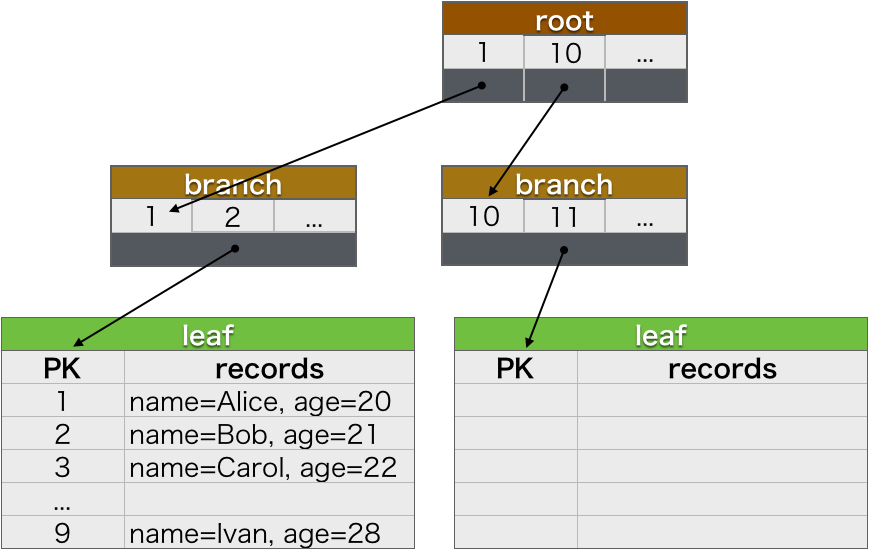 root
1 10 ...
branch branch
1 2 ... 10 11 ...
leaf
PK records
1 name=Alice, age=20
2 name=Bob, age=21
3 name=Carol, age=22
...
9 name=Ivan, age=28
leaf
PK records